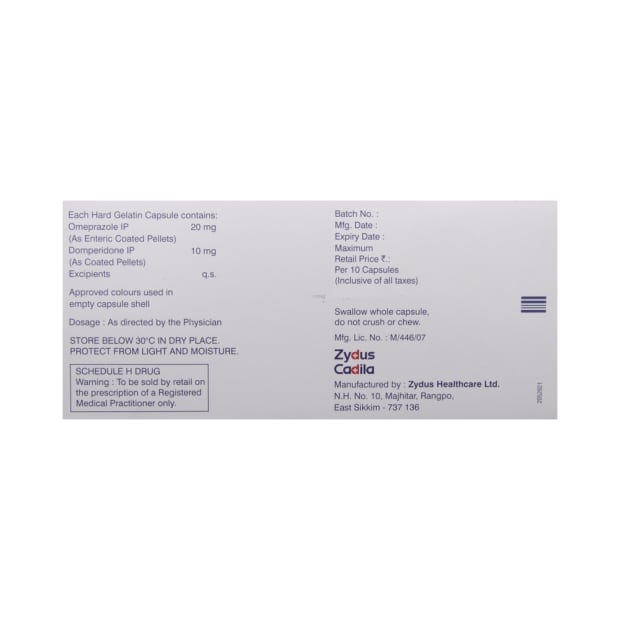 Each Hard Gelatin Capsule contains:
Omeprazole IP 20 mg
(As Enteric Coated Pellets)
Domperidone IP 10 mg
(As Coated Pellets)
Excipients q.s.
Approved colours used in
empty capsule shell
Dosage : As directed by the Physician
STORE BELOW 30°C IN DRY PLACE.
PROTECT FROM LIGHT AND MOISTURE.
SCHEDULE H DRUG
Warning : To be sold by retail on
the prescription of a Registered
Medical Practitioner only.
Batch No. :
Mfg. Date :
Expiry Date :
Maximum
Retail Price ₹.:
Per 10 Capsules
(Inclusive of all taxes)
Swallow whole capsule,
do not crush or chew.
Mfg. Lic. No. : M/446/07
Zydus
Cadila
Manufactured by : Zydus Healthcare Ltd.
N.H. No. 10, Majhitar, Rangpo,
East Sikkim - 737 136